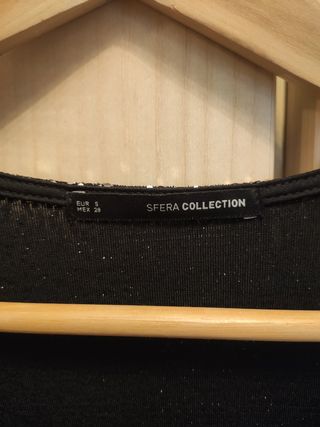 EUR S
MEX 28
SFERA COLLECTION